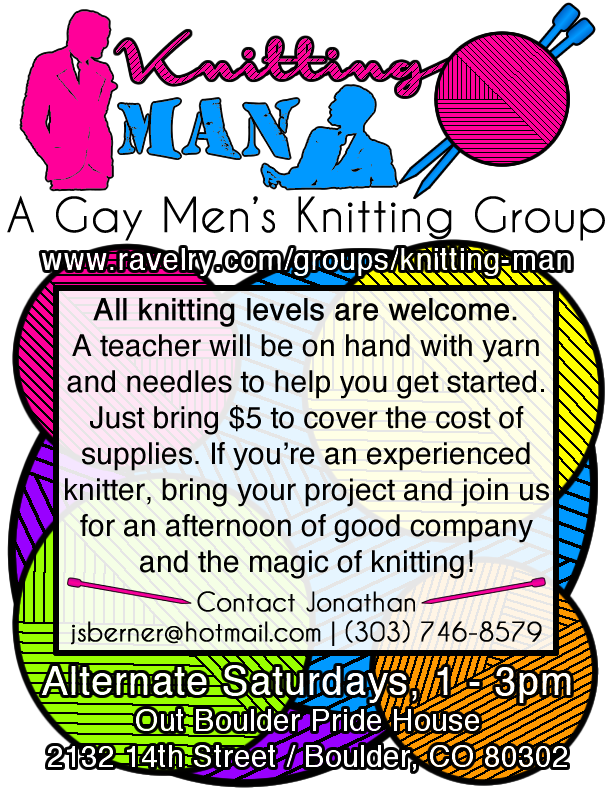 Knitting
MAN
A Gay Men's Knitting Group
www.ravelry.com/groups/knitting-man
All knitting levels are welcome.
A teacher will be on hand with yarn
and needles to help you get started.
Just bring $5 to cover the cost of
supplies. If you're an experienced
knitter, bring your project and join us
for an afternoon of good company
and the magic of knitting!
Contact Jonathan
jsberner@hotmail.com | (303) 746-8579
Alternate Saturdays, 1 - 3pm
Out Boulder Pride House
2132 14th Street / Boulder, CO 80302